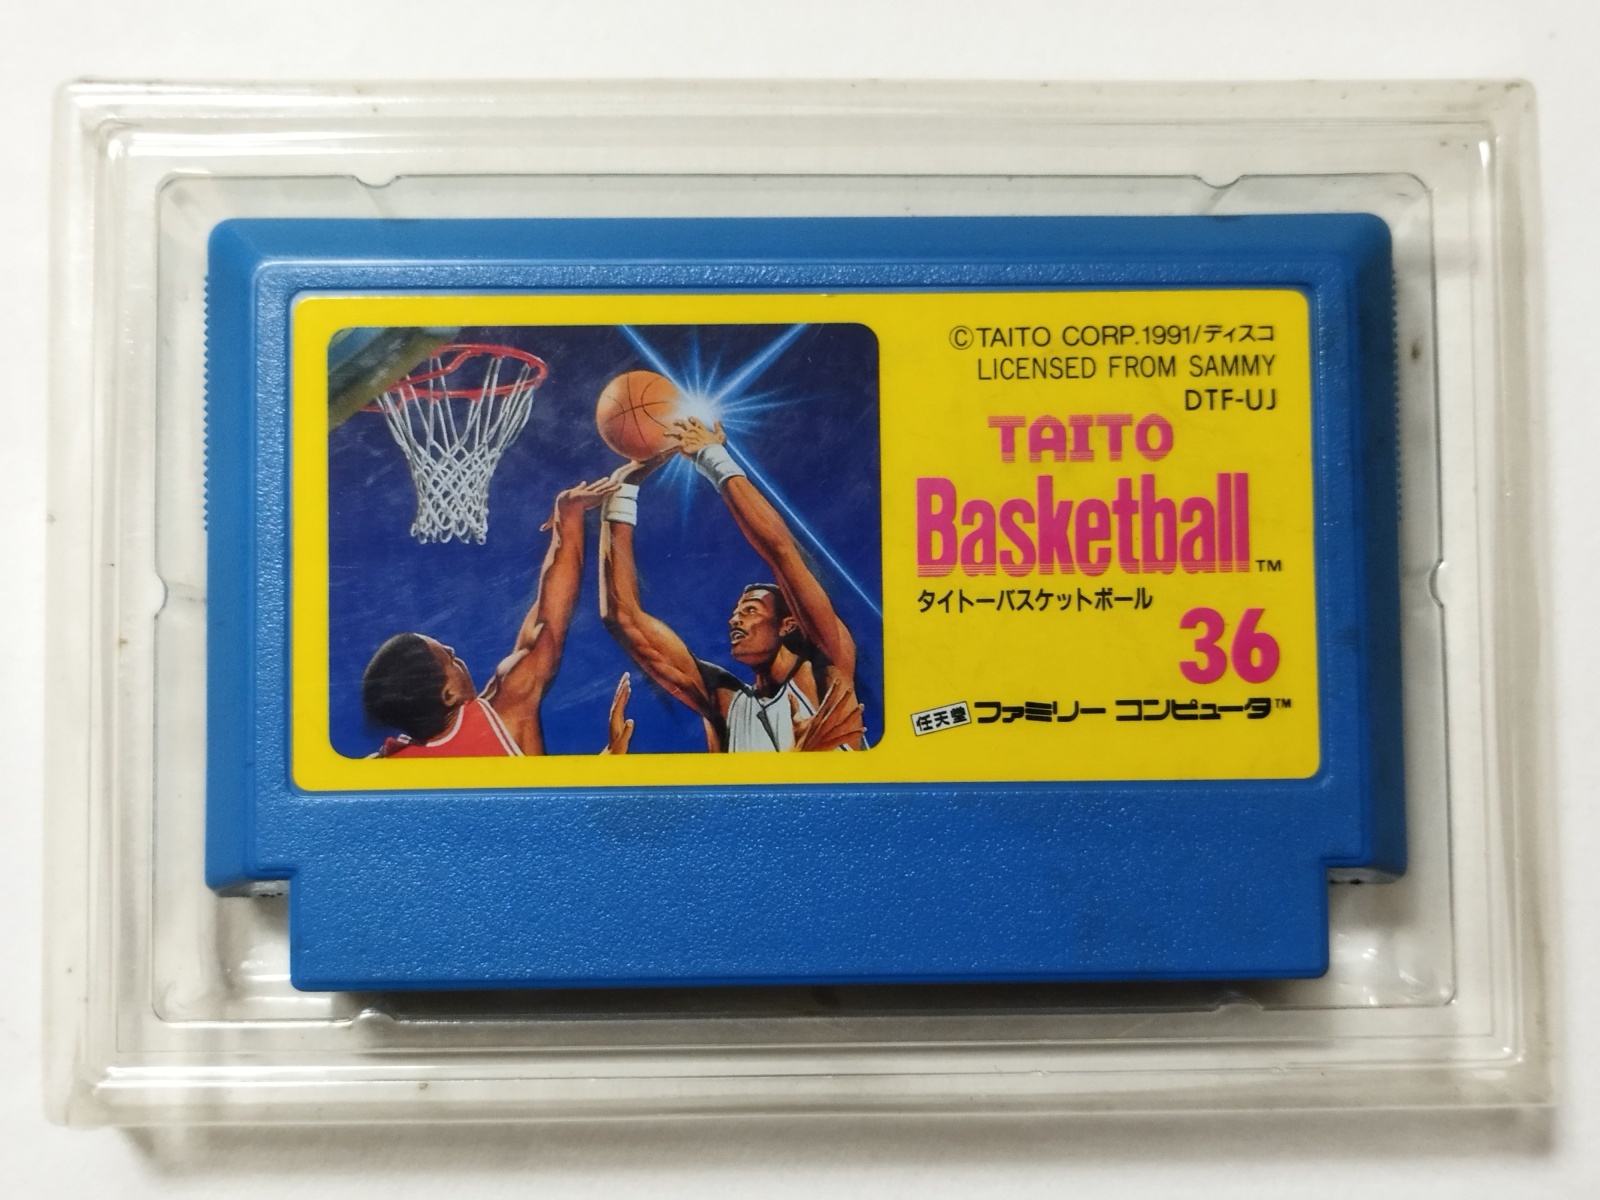 ©TAITO CORP.1991/ディスコ
LICENSED FROM SAMMY
DTF-UJ
TAITO
Basketball™
タイトーバスケットボール
36
任天堂 ファミリー コンピュータ™